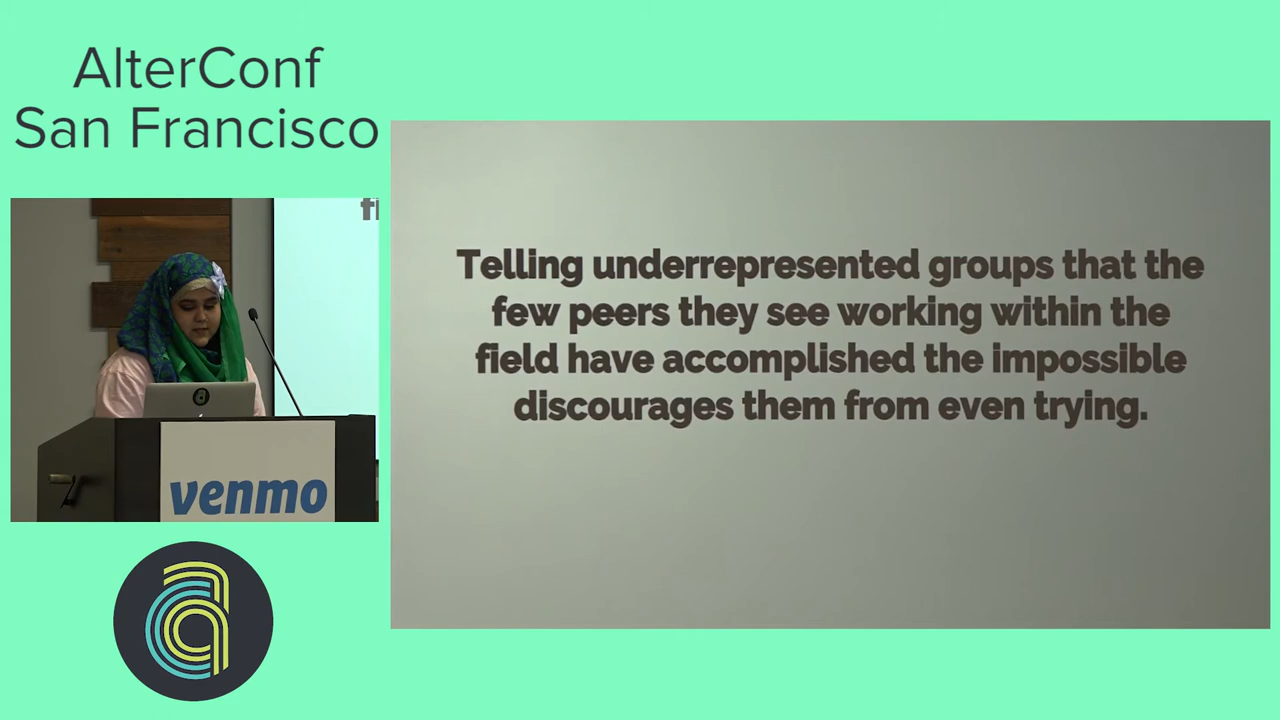 AlterConf
San Francisco
fi
venmo
Telling underrepresented groups that the
few peers they see working within the
field have accomplished the impossible
discourages them from even trying.